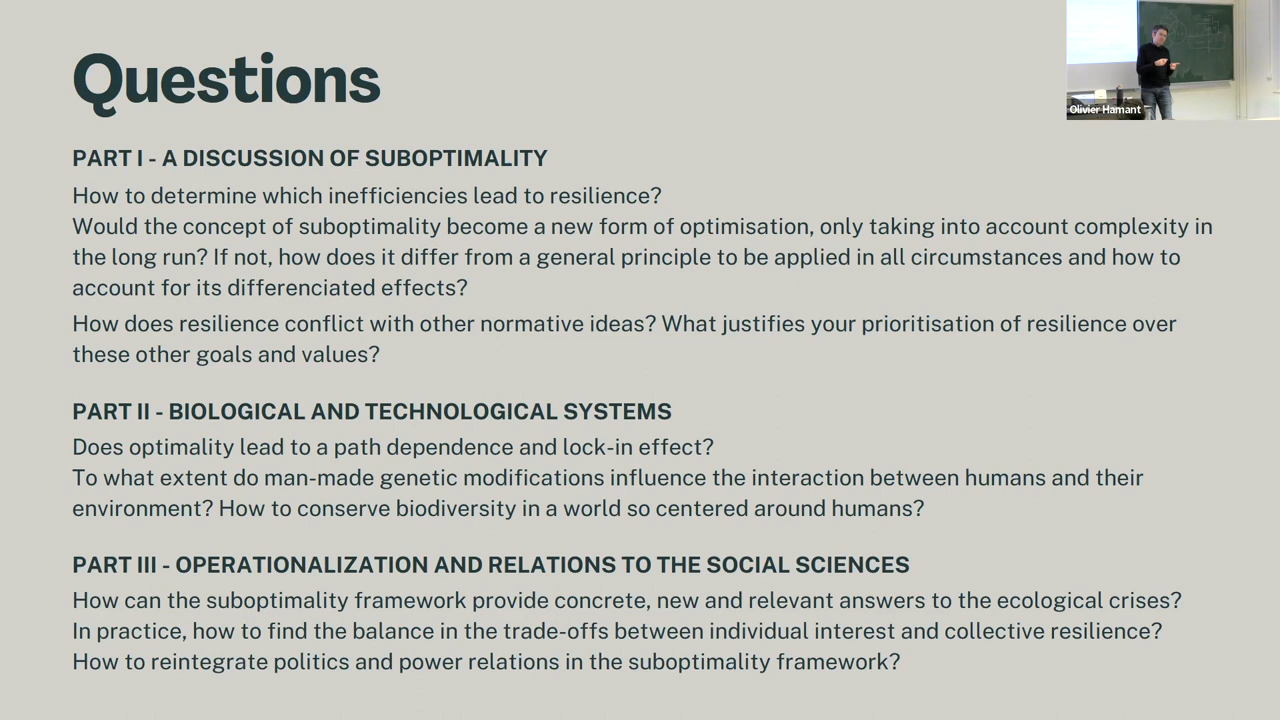 Questions
Olivier Hamant
PART I - A DISCUSSION OF SUBOPTIMALITY
How to determine which inefficiencies lead to resilience?
Would the concept of suboptimality become a new form of optimisation, only taking into account complexity in
the long run? If not, how does it differ from a general principle to be applied in all circumstances and how to
account for its differenciated effects?
How does resilience conflict with other normative ideas? What justifies your prioritisation of resilience over
these other goals and values?
PART II - BIOLOGICAL AND TECHNOLOGICAL SYSTEMS
Does optimality lead to a path dependence and lock-in effect?
To what extent do man-made genetic modifications influence the interaction between humans and their
environment? How to conserve biodiversity in a world so centered around humans?
PART III - OPERATIONALIZATION AND RELATIONS TO THE SOCIAL SCIENCES
How can the suboptimality framework provide concrete, new and relevant answers to the ecological crises?
In practice, how to find the balance in the trade-offs between individual interest and collective resilience?
How to reintegrate politics and power relations in the suboptimality framework?